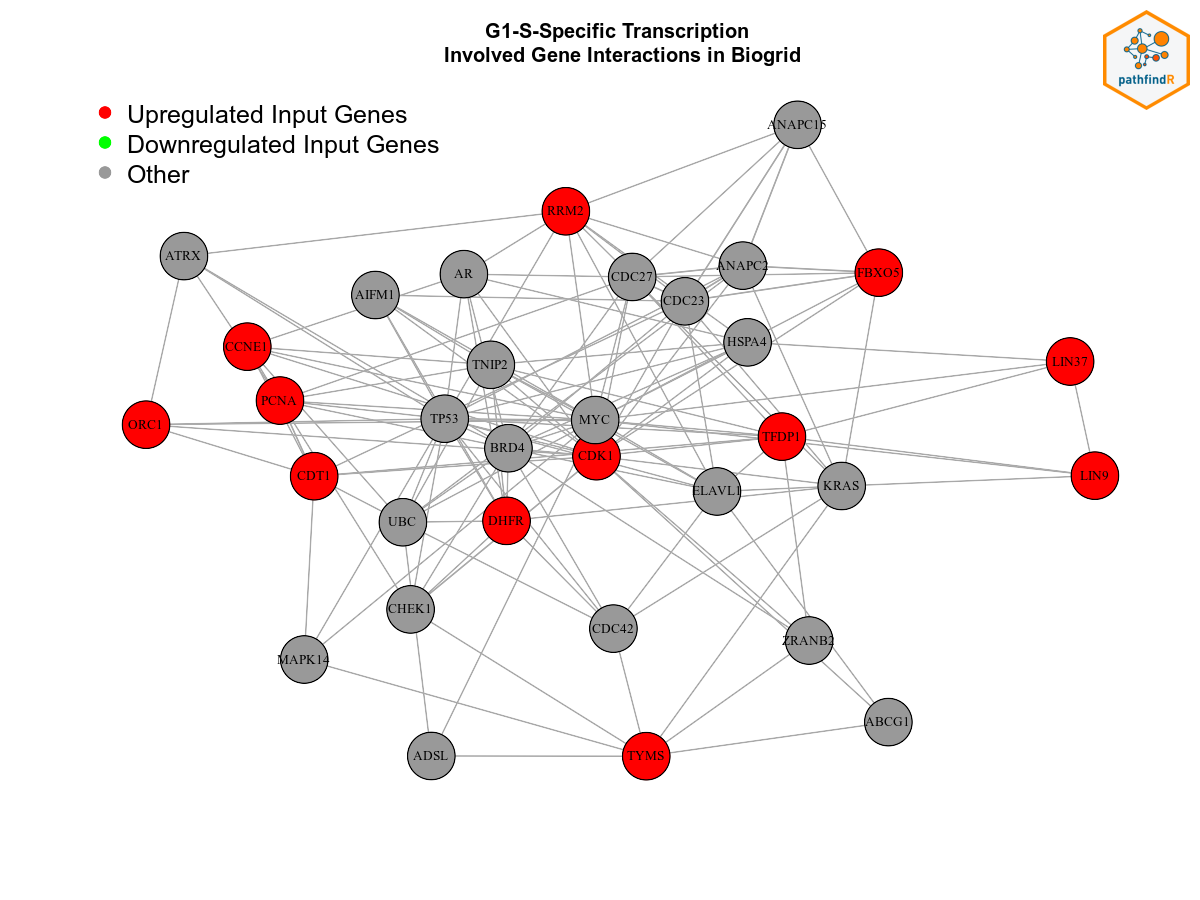 G1-S-Specific Transcription
Involved Gene Interactions in Biogrid
pathfindR
Upregulated Input Genes
Downregulated Input Genes
Other
ANAPC15
RRM2
ATRX
AR
CDC27
ANAPC2
FBXO5
AIFM1
CDC23
CCNE1
HSPA4
LIN37
TNIP2
PCNA
ORC1
TP53
MYC
TFDP1
BRD4
CDK1
CDT1
LIN9
ELAVL1
KRAS
UBC
DHFR
CHEK1
CDC42
ZRANB2
MAPK14
ABCG1
ADSL
TYMS